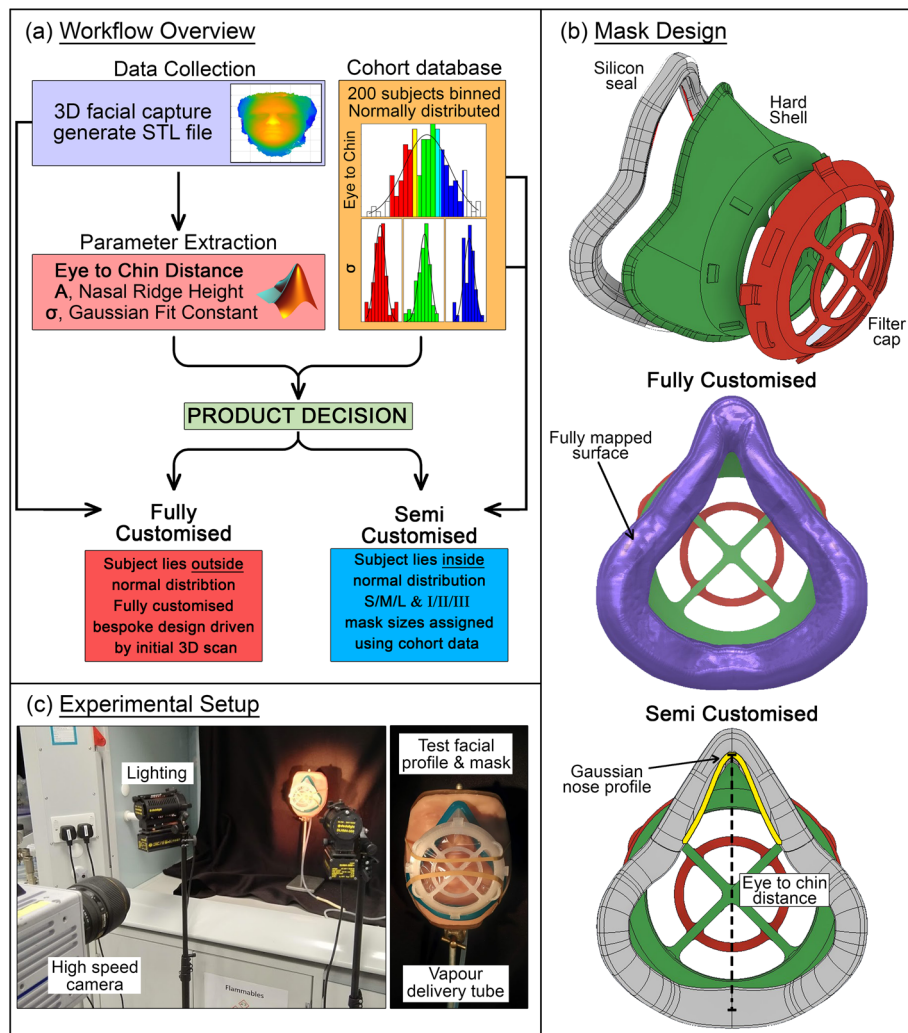 (a) Workflow Overview
Data Collection
3D facial capture
generate STL file
Cohort database
200 subjects binned
Normally distributed
Eye to Chin
σ
Parameter Extraction
Eye to Chin Distance
A, Nasal Ridge Height
σ, Gaussian Fit Constant
PRODUCT DECISION
Fully
Customised
Subject lies outside
normal distribtion
Fully customised
bespoke design driven
by initial 3D scan
Semi
Customised
Subject lies inside
normal distribution
S/M/L & I/II/III
mask sizes assigned
using cohort data
(b) Mask Design
Silicon
seal
Hard
Shell
Filter
cap
Fully Customised
Fully mapped
surface
Semi Customised
Gaussian
nose profile
Eye to chin
distance
(c) Experimental Setup
Lighting
High speed
camera
Flammables
Test facial
profile & mask
Vapour
delivery tube